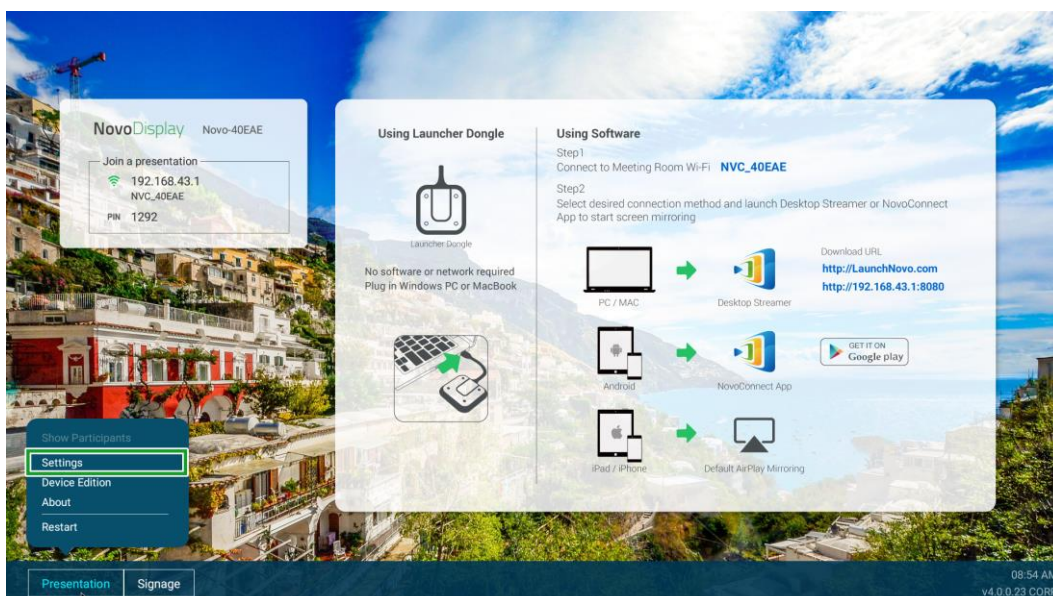 NovoDisplay Novo-40EAE
Join a presentation
192.168.43.1
NVC_40EAE
PIN 1292
Using Launcher Dongle
Launcher Dongle
No software or network required
Plug in Windows PC or MacBook
Using Software
Step1
Connect to Meeting Room Wi-Fi NVC_40EAE
Step2
Select desired connection method and launch Desktop Streamer or NovoConnect
App to start screen mirroring
Download URL
http://LaunchNovo.com
http://192.168.43.1:8080
PC / MAC
Desktop Streamer
GET IT ON
Google play
Android
NovoConnect App
iPad / iPhone
Default AirPlay Mirroring
Show Participants
Settings
Device Edition
About
Restart
Presentation
Signage
08:54 AM
v4.0.0.23